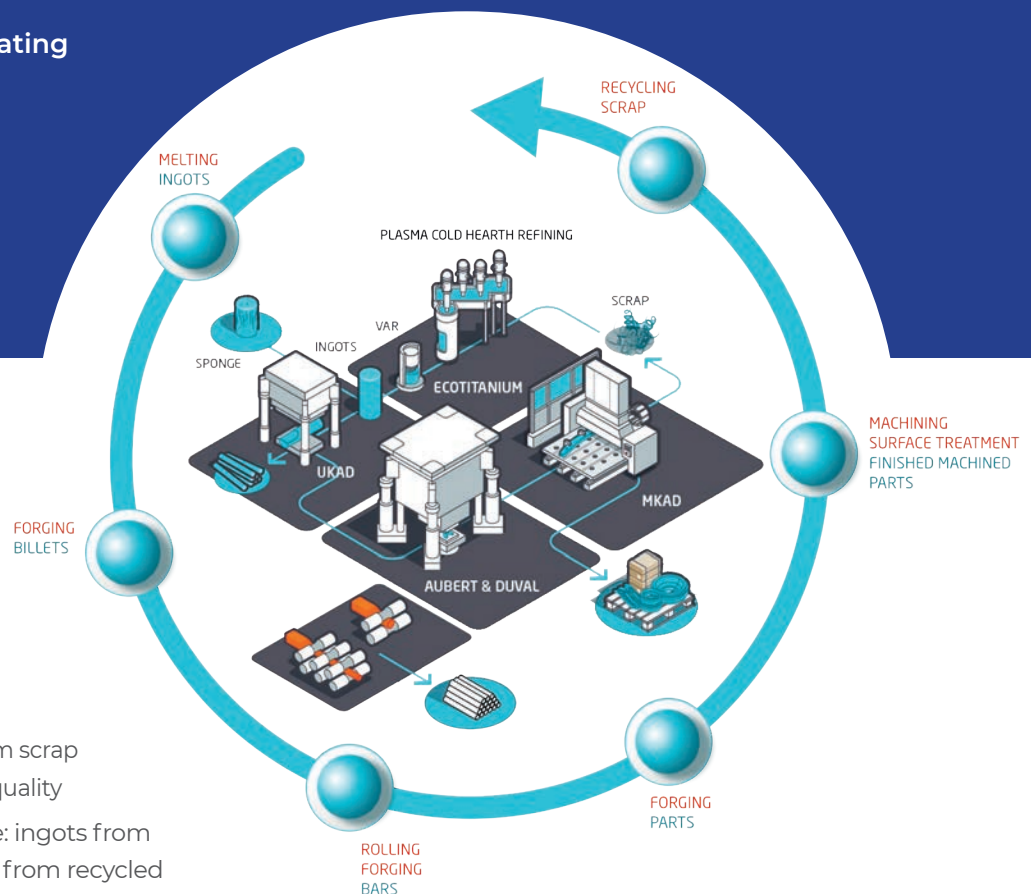 ating
RECYCLING
SCRAP
MELTING
INGOTS
PLASMA COLD HEARTH REFINING
SCRAP
VAR
INGOTS
SPONGE
ECOTITANIUM
MACHINING
SURFACE TREATMENT
FINISHED MACHINED
PARTS
UKAD
MKAD
FORGING
BILLETS
AUBERT & DUVAL
m scrap
quality
e: ingots from
from recycled
FORGING
PARTS
ROLLING
FORGING
BARS